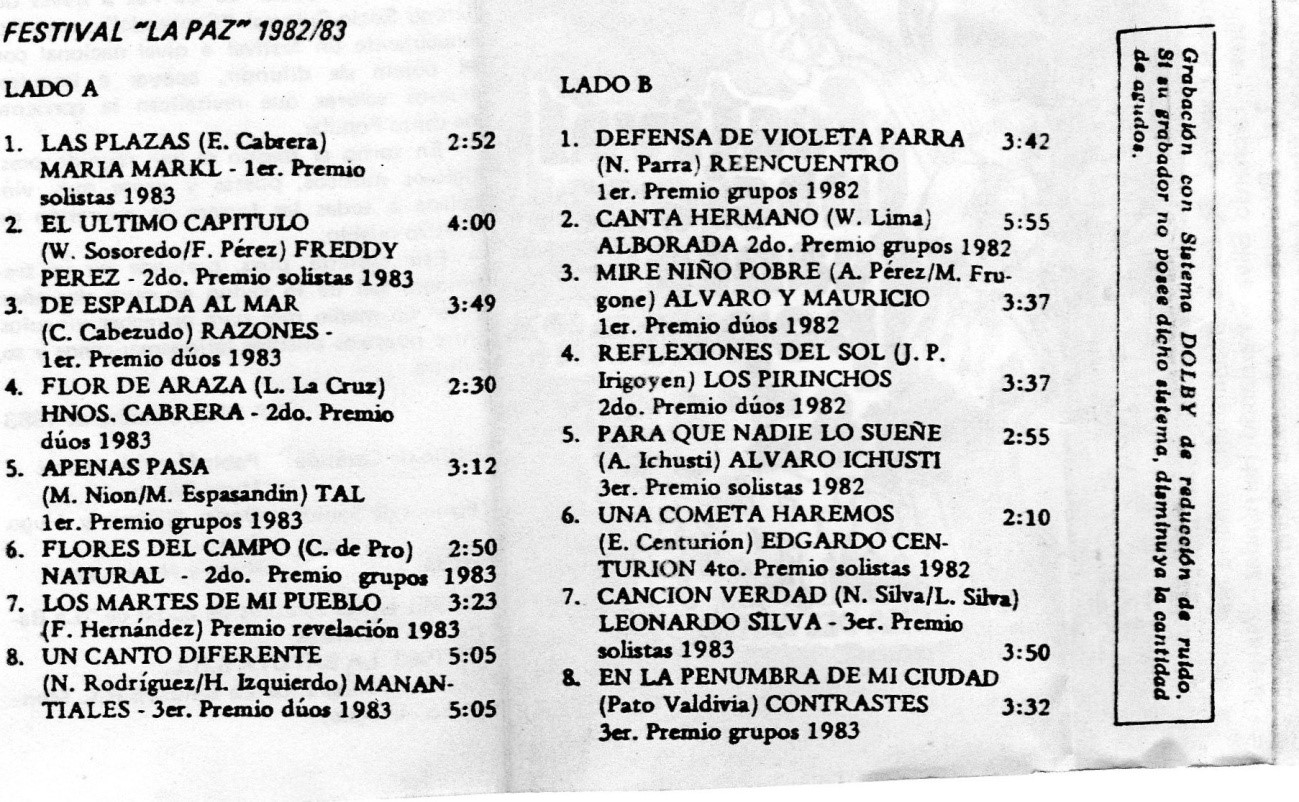 FESTIVAL "LA PAZ" 1982/83
LADO A
1. LAS PLAZAS (E. Cabrera) 2:52
MARIA MARKL - 1er. Premio
solistas 1983
2. EL ULTIMO CAPITULO 4:00
(W. Sosoredo/F. Pérez) FREDDY
PEREZ - 2do. Premio solistas 1983
3. DE ESPALDA AL MAR 3:49
(C. Cabezudo) RAZONES -
1er. Premio dúos 1983
4. FLOR DE ARAZA (L. La Cruz) 2:30
HNOS. CABRERA - 2do. Premio
dúos 1983
5. APENAS PASA 3:12
(M. Nion/M. Espasandin) TAL
1er. Premio grupos 1983
6. FLORES DEL CAMPO (C. de Pro) 2:50
NATURAL - 2do. Premio grupos 1983
7. LOS MARTES DE MI PUEBLO 3:23
(F. Hernández) Premio revelación 1983
8. UN CANTO DIFERENTE 5:05
(N. Rodríguez/H. Izquierdo) MANAN-
TIALES - 3er. Premio dúos 1983 5:05
LADO B
1. DEFENSA DE VIOLETA PARRA 3:42
(N. Parra) REENCUENTRO
1er. Premio grupos 1982
2. CANTA HERMANO (W. Lima) 5:55
ALBORADA 2do. Premio grupos 1982
3. MIRE NIÑO POBRE (A. Pérez/M. Fru-
gone) ALVARO Y MAURICIO 3:37
1er. Premio dúos 1982
4. REFLEXIONES DEL SOL (J. P.
Irigoyen) LOS PIRINCHOS 3:37
2do. Premio dúos 1982
5. PARA QUE NADIE LO SUEÑE 2:55
(A. Ichusti) ALVARO ICHUSTI
3er. Premio solistas 1982
6. UNA COMETA HAREMOS 2:10
(E. Centurión) EDGARDO CEN-
TURION 4to. Premio solistas 1982
7. CANCION VERDAD (N. Silva/L. Silva)
LEONARDO SILVA - 3er. Premio
solistas 1983 3:50
8. EN LA PENUMBRA DE MI CIUDAD
(Pato Valdivia) CONTRASTES 3:32
3er. Premio grupos 1982
Grabación con Sistema DOLBY de reducción de ruido.
Si su grabador no posee dicho sistema, disminuya la cantidad
de agudos.